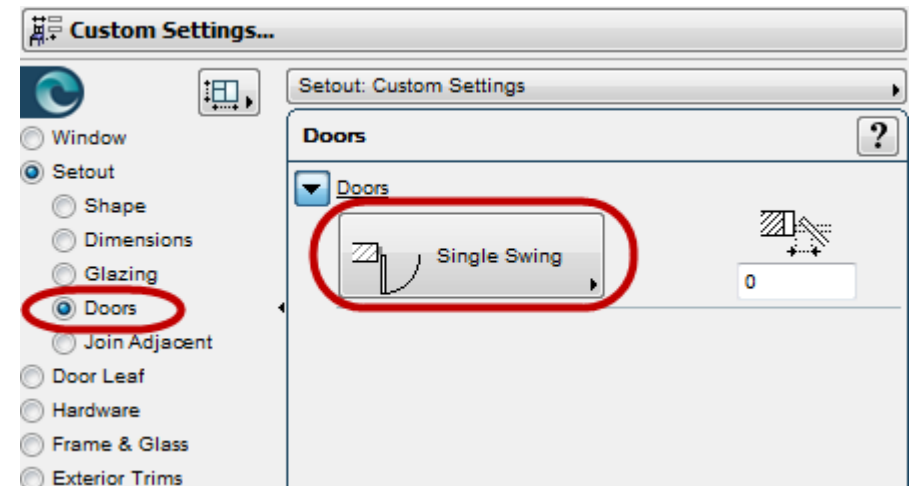 Custom Settings...
Setout: Custom Settings
Window
Setout
Shape
Dimensions
Glazing
Doors
Join Adjacent
Door Leaf
Hardware
Frame & Glass
Exterior Trims
Doors
?
Doors
Single Swing
0